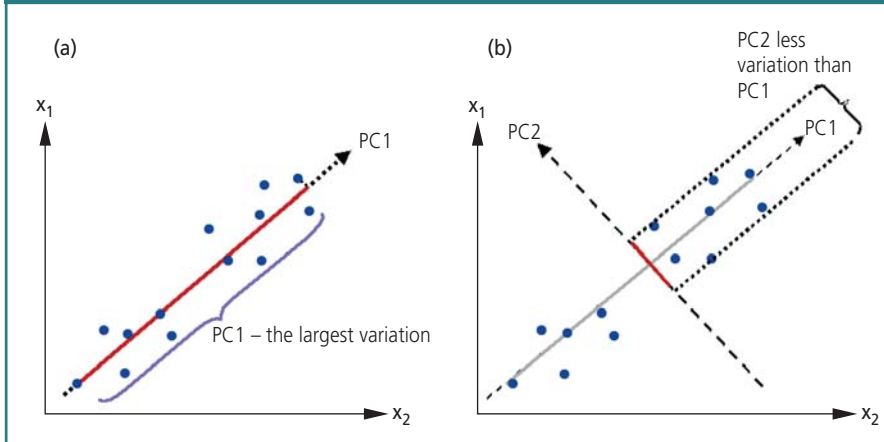 (a)
x1
PC1
PC1 – the largest variation
x2
(b)
PC2 less
variation than
PC1
x1
PC2
PC1
x2